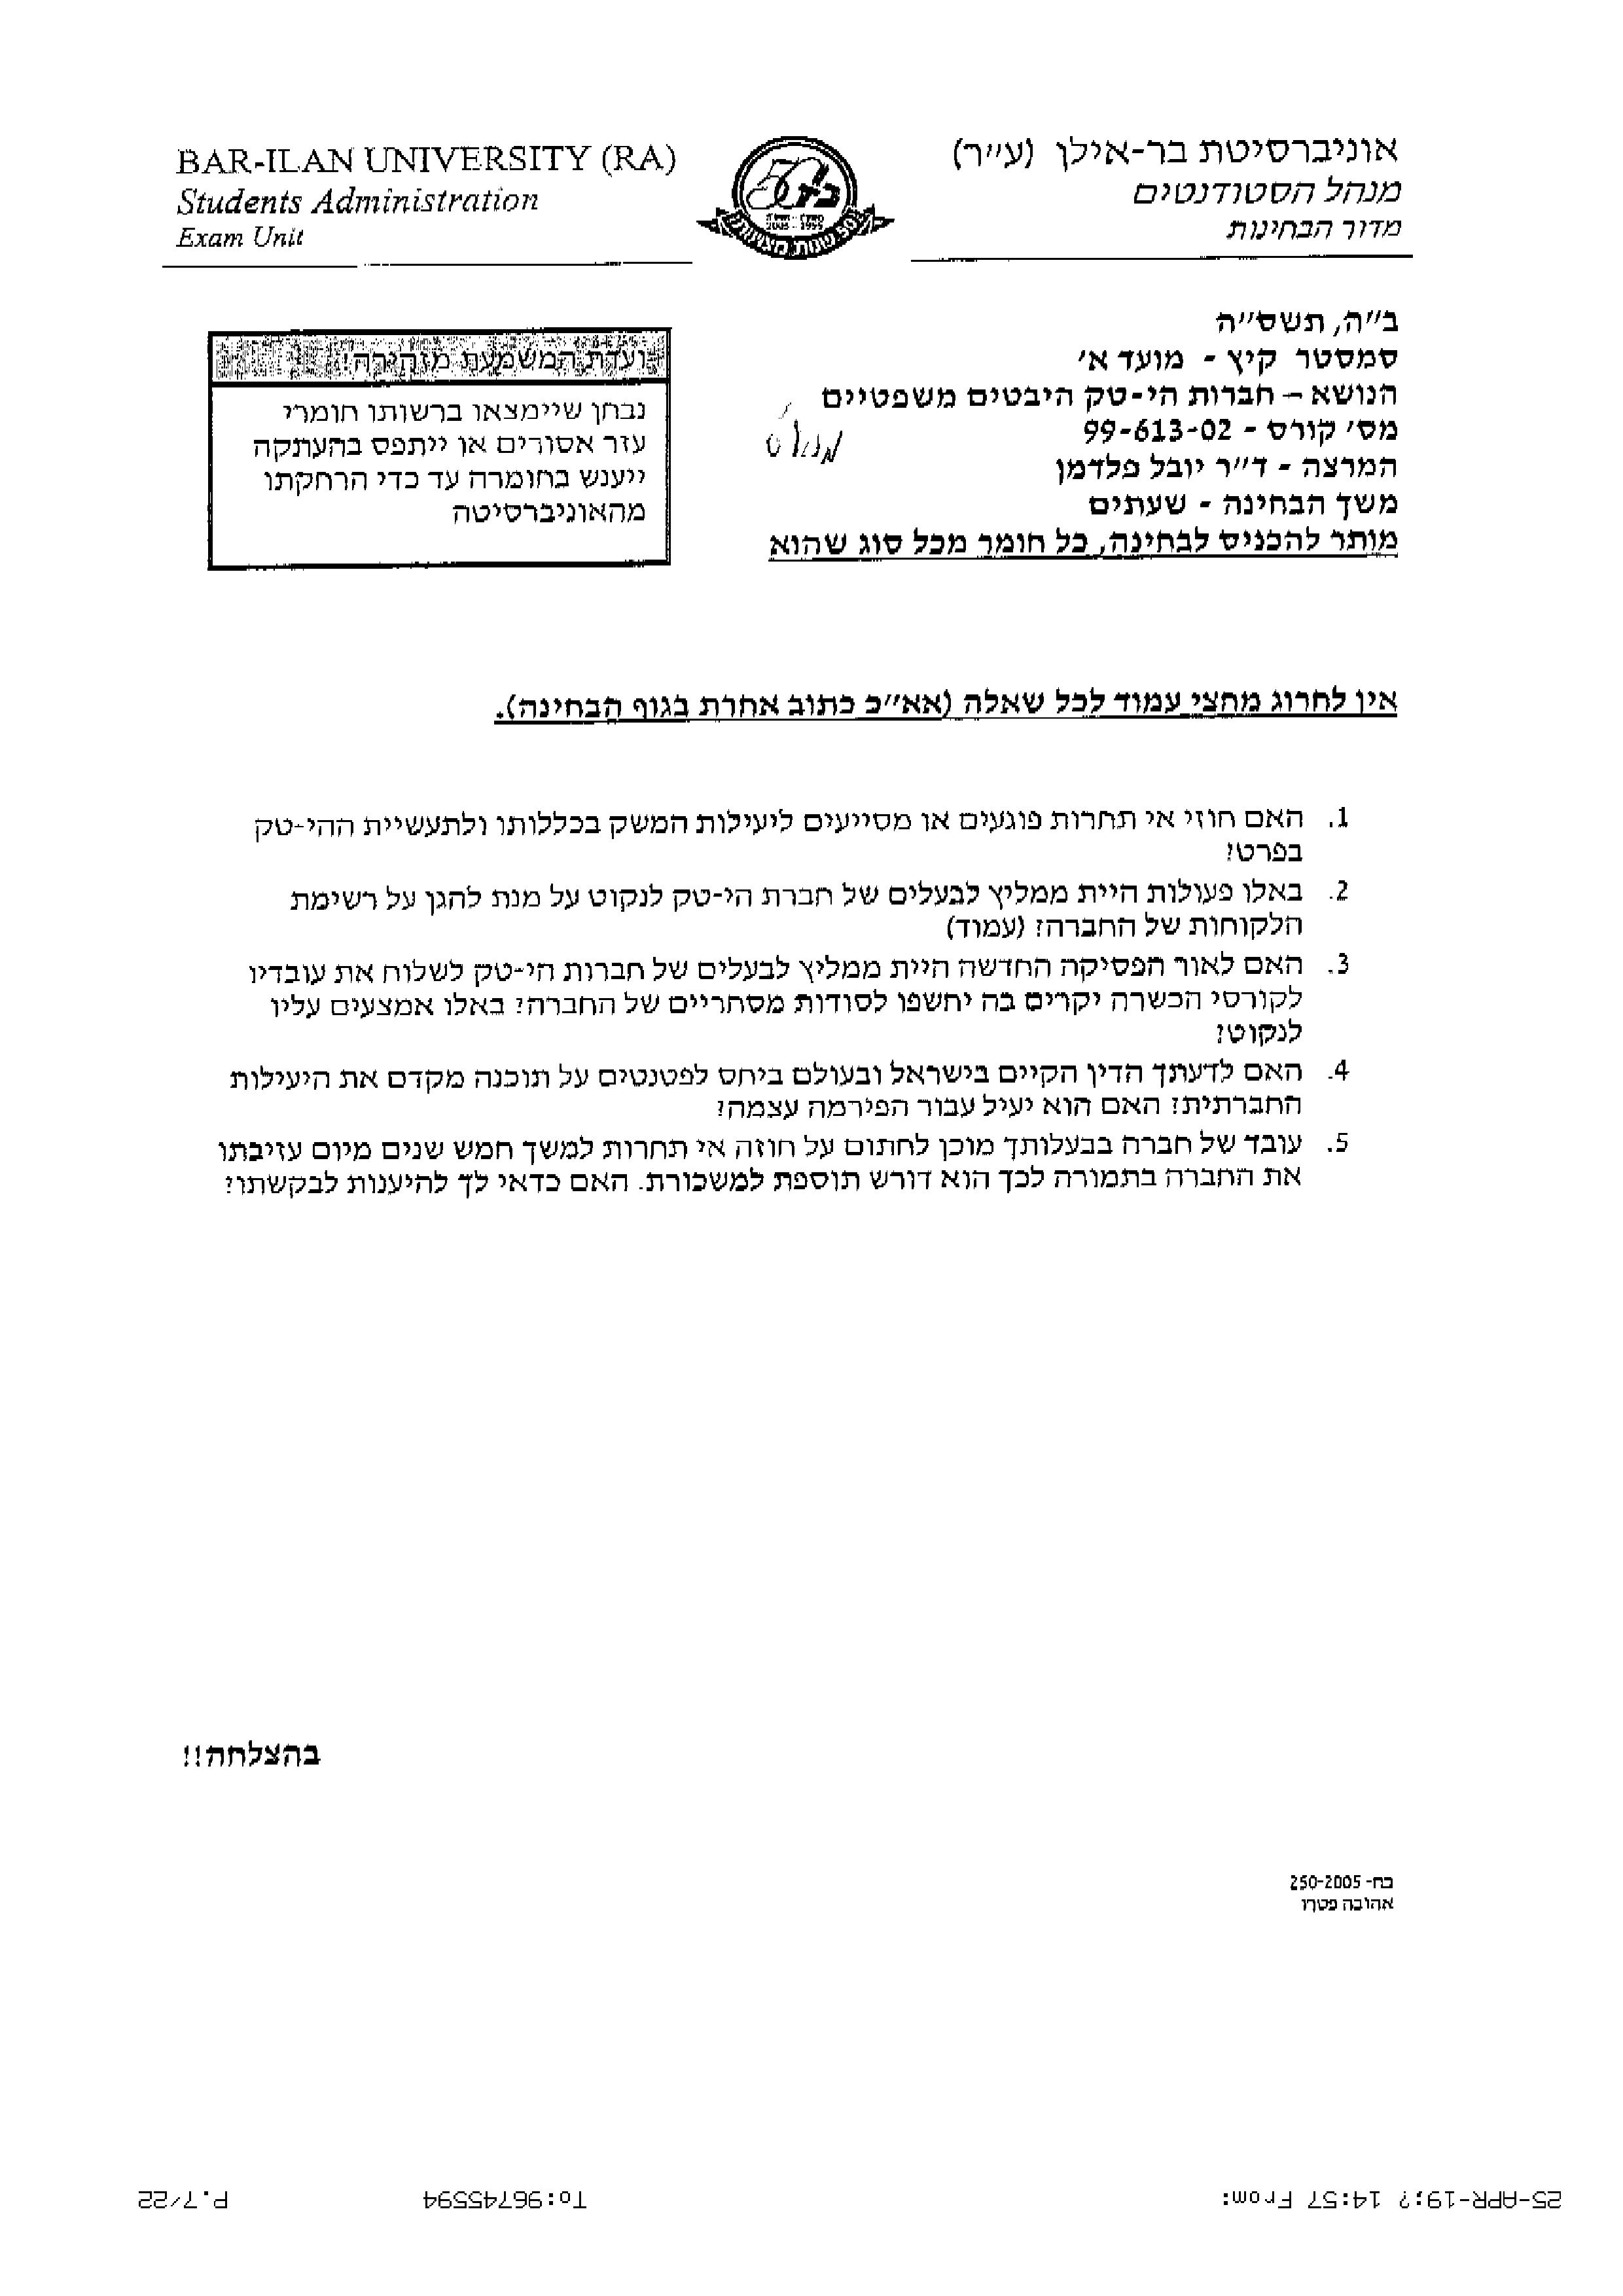 BAR-ILAN UNIVERSITY (RA)
Students Administration
Exam Unit
אוניברסיטת בר-אילן (ע״ר)
מנהל הסטודנטים
מדור הבחינות
ב״ה, תשס״ה
סמסטר קיץ - מועד א׳
הנושא – חברות הי-טק היבטים משפטיים
מס׳ קורס - 99-613-02
המרצה - ד״ר יובל פלדמן
משך הבחינה - שעתים
מותר להכניס לבחינה, כל חומר מכל סוג שהוא
ועדת המשמעת מזהירה!
נבחן שיימצאו ברשותו חומרי
עזר אסורים או ייתפס בהעתקה
ייענש בחומרה עד כדי הרחקתו
מהאוניברסיטה
אין לחרוג מחצי עמוד לכל שאלה (אא״כ כתוב אחרת בגוף הבחינה).
1. האם חוזי אי תחרות פוגעים או מסייעים ליעילות המשק בכללותו ולתעשיית ההי-טק
בפרט?
2. באלו פעולות היית ממליץ לבעלים של חברת הי-טק לנקוט על מנת להגן על רשימת
הלקוחות של החברה? (עמוד)
3. האם לאור הפסיקה החדשה היית ממליץ לבעלים של חברות הי-טק לשלוח את עובדיו
לקורסי הכשרה יקרים בה יחשפו לסודות מסחריים של החברה? באלו אמצעים עליו
לנקוט?
4. האם לדעתך הדין הקיים בישראל ובעולם ביחס לפטנטים על תוכנה מקדם את היעילות
החברתית? האם הוא יעיל עבור הפירמה עצמה?
5. עובד של חברה בבעלותך מוכן לחתום על חוזה אי תחרות למשך חמש שנים מיום עזיבתו
את החברה בתמורה לכך הוא דורש תוספת למשכורת. האם כדאי לך להיענות לבקשתו?
בהצלחה!!
בח- 250-2005
אהובה פטרו
25-APR-19;? 14:57 From:
To:96745594
P.7/22